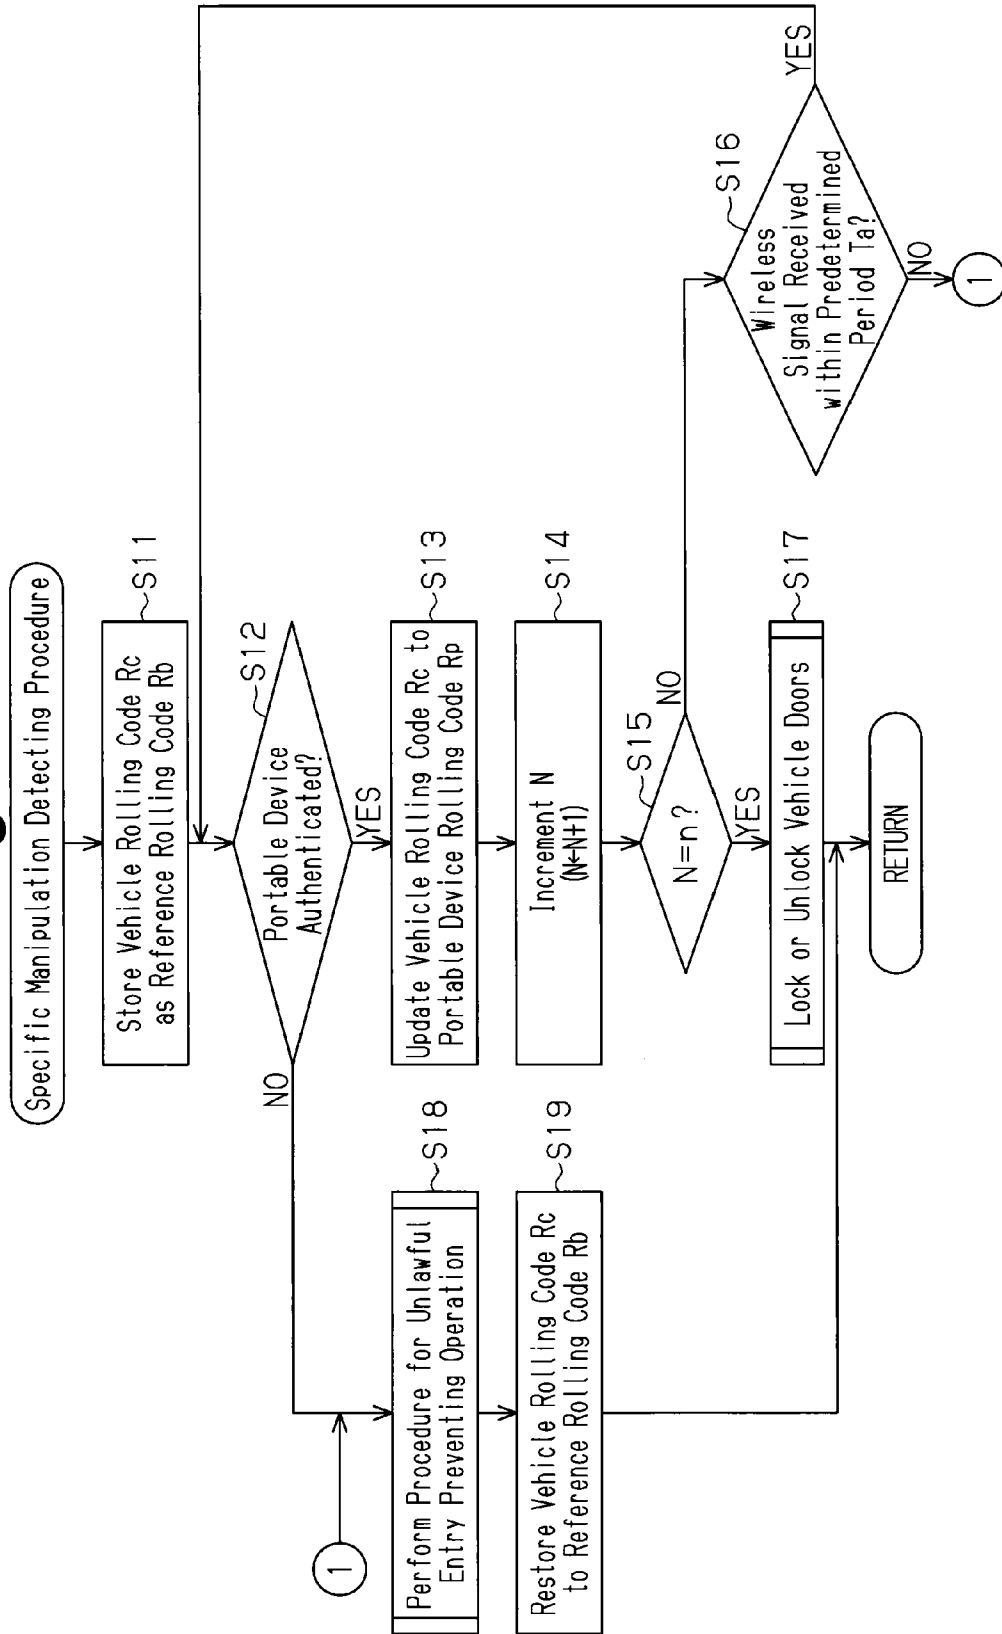 Specific Manipulation Detecting Procedure
Store Vehicle Rolling Code Rc
as Reference Rolling Code Rb
S11
Portable Device
Authenticated?
S12
NO
YES
Update Vehicle Rolling Code Rc to
Portable Device Rolling Code Rp
S13
Increment N
(N←N+1)
S14
N=n?
S15
NO
YES
Wireless
Signal Received
within Predetermined
Period Ta?
S16
YES
NO
1
Lock or Unlock Vehicle Doors
S17
1
Perform Procedure for Unlawful
Entry Preventing Operation
S18
Restore Vehicle Rolling Code Rc
to Reference Rolling Code Rb
S19
RETURN